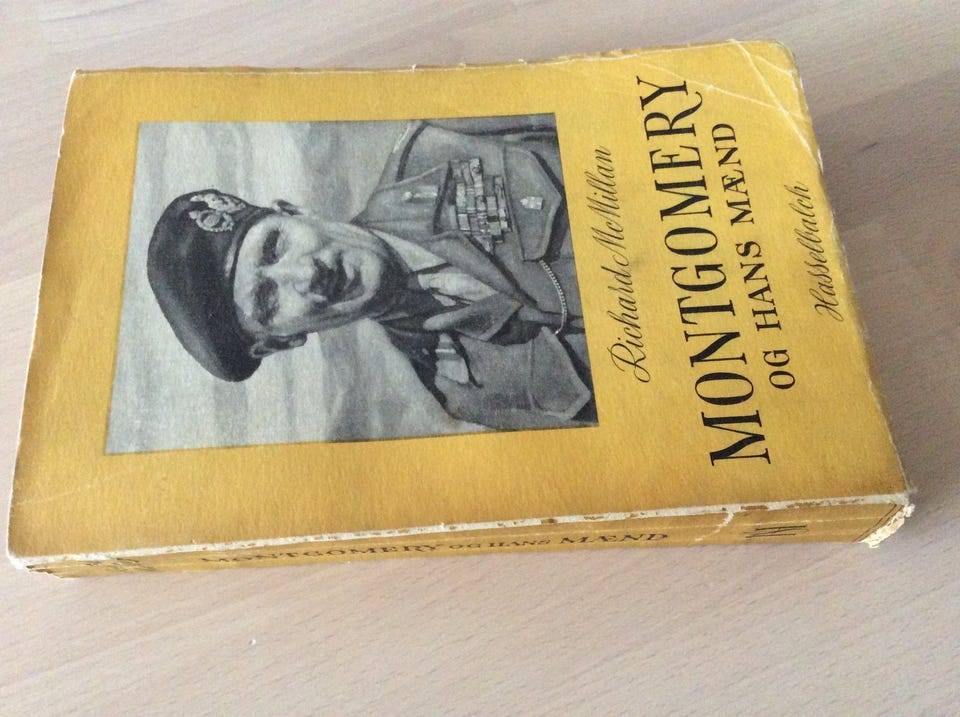 Richard McMillan
MONTGOMERY
OG HANS MÆND
Hasselbalch
MONTGOMERY OG HANS MÆND